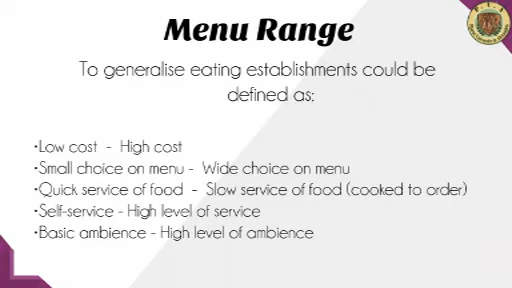 Menu Range
To generalise eating establishments could be
defined as:
•Low cost - High cost
•Small choice on menu - Wide choice on menu
•Quick service of food - Slow service of food (cooked to order)
•Self-service - High level of service
•Basic ambience - High level of ambience